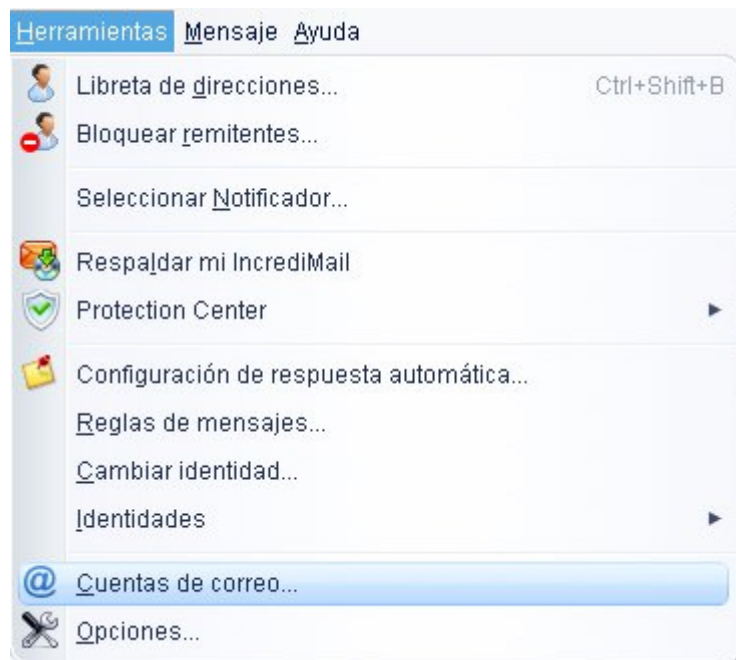 Herramientas Mensaje Ayuda
Libreta de direcciones... Ctrl+Shift+B
Bloquear remitentes...
Seleccionar Notificador...
Respaldar mi IncrediMail
Protection Center
Configuración de respuesta automática...
Reglas de mensajes...
Cambiar identidad...
Identidades
Cuentas de correo...
Opciones...